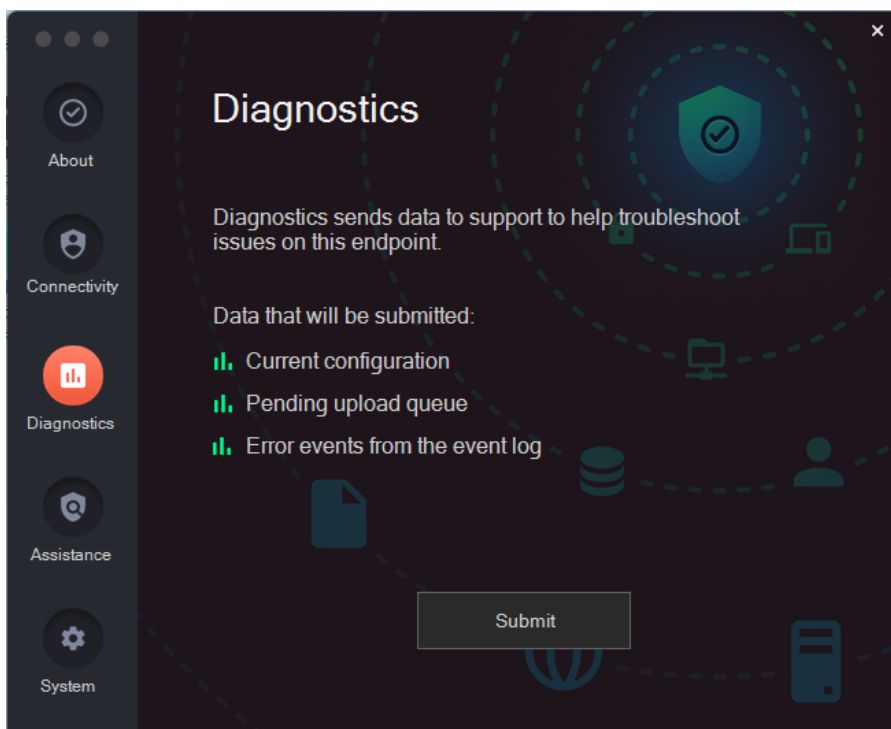 About
Connectivity
Diagnostics
Assistance
System
Diagnostics
Diagnostics sends data to support to help troubleshoot
issues on this endpoint.
Data that will be submitted:
Current configuration
Pending upload queue
Error events from the event log
Submit